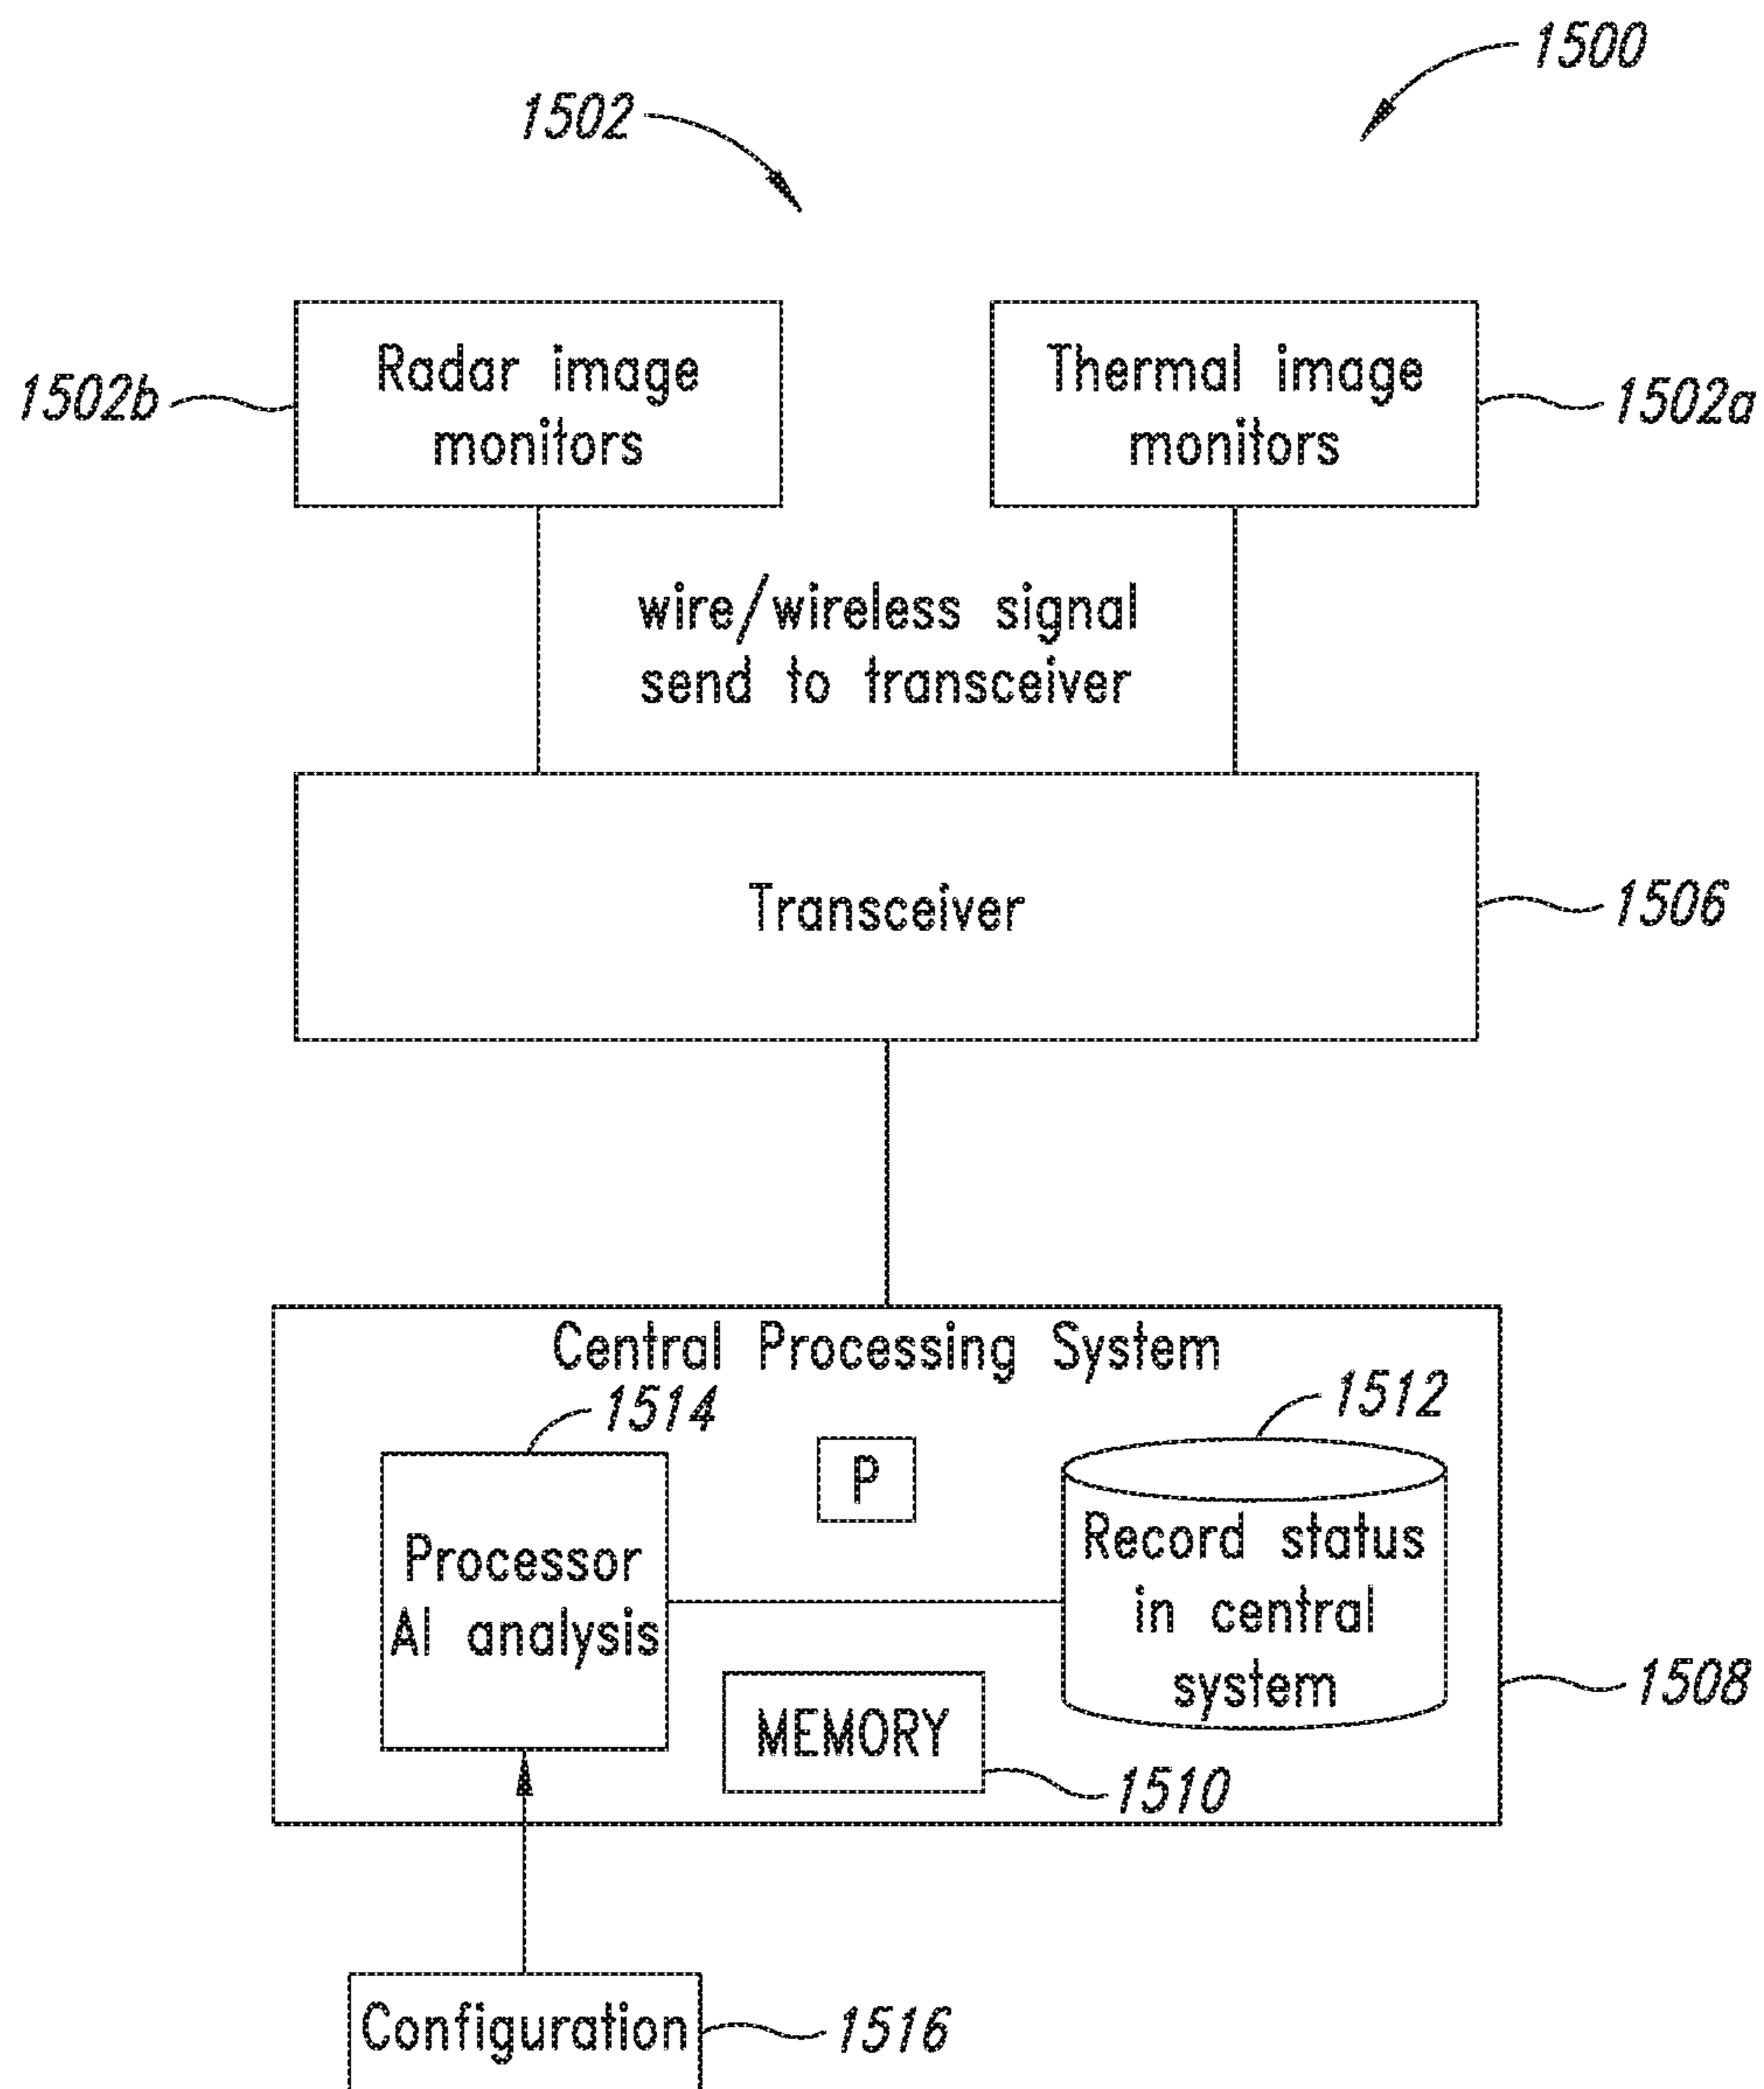 1500
1502
Radar image
monitors
Thermal image
monitors
1502b
1502a
wire/wireless signal
send to transceiver
Transceiver
1506
Central Processing System
1514
1512
P
Processor
AI analysis
Record status
in central
system
MEMORY
1508
1510
Configuration
1516